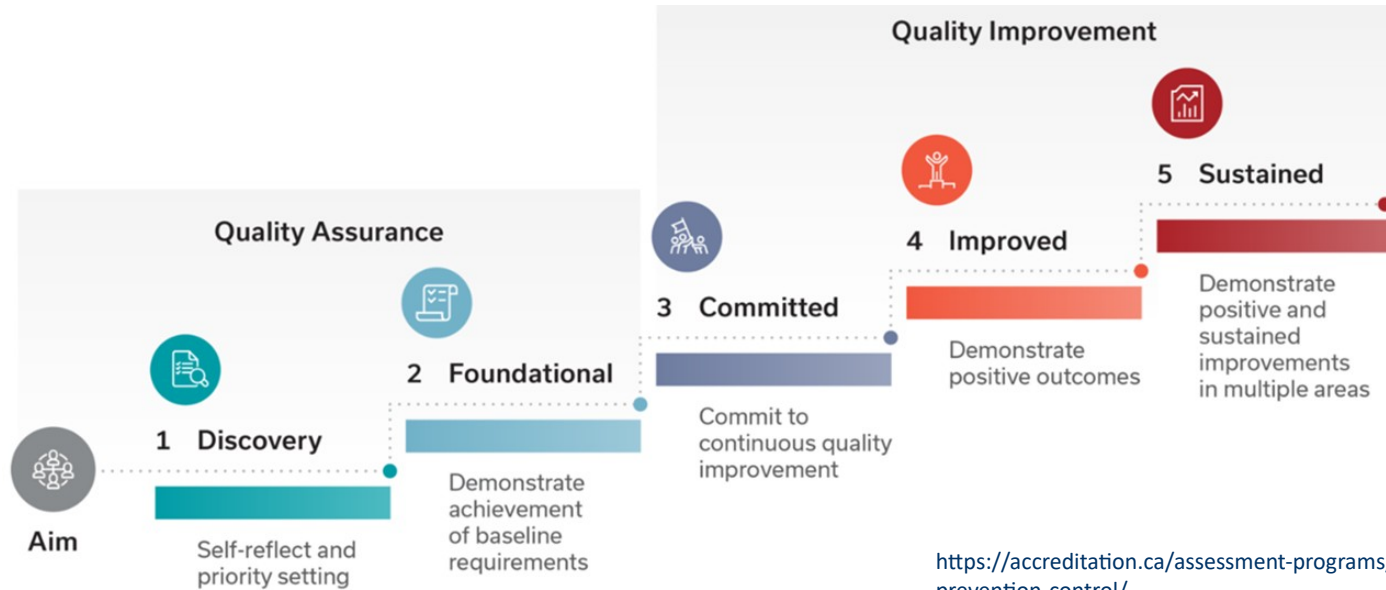 Quality Improvement
5 Sustained
Quality Assurance
4 Improved
Demonstrate
positive and
sustained
improvements
in multiple areas
3 Committed
Demonstrate
positive outcomes
2 Foundational
Commit to
continuous quality
improvement
1 Discovery
Demonstrate
achievement
of baseline
requirements
Aim
Self-reflect and
priority setting
https://accreditation.ca/assessment-programs/
prevention-control/